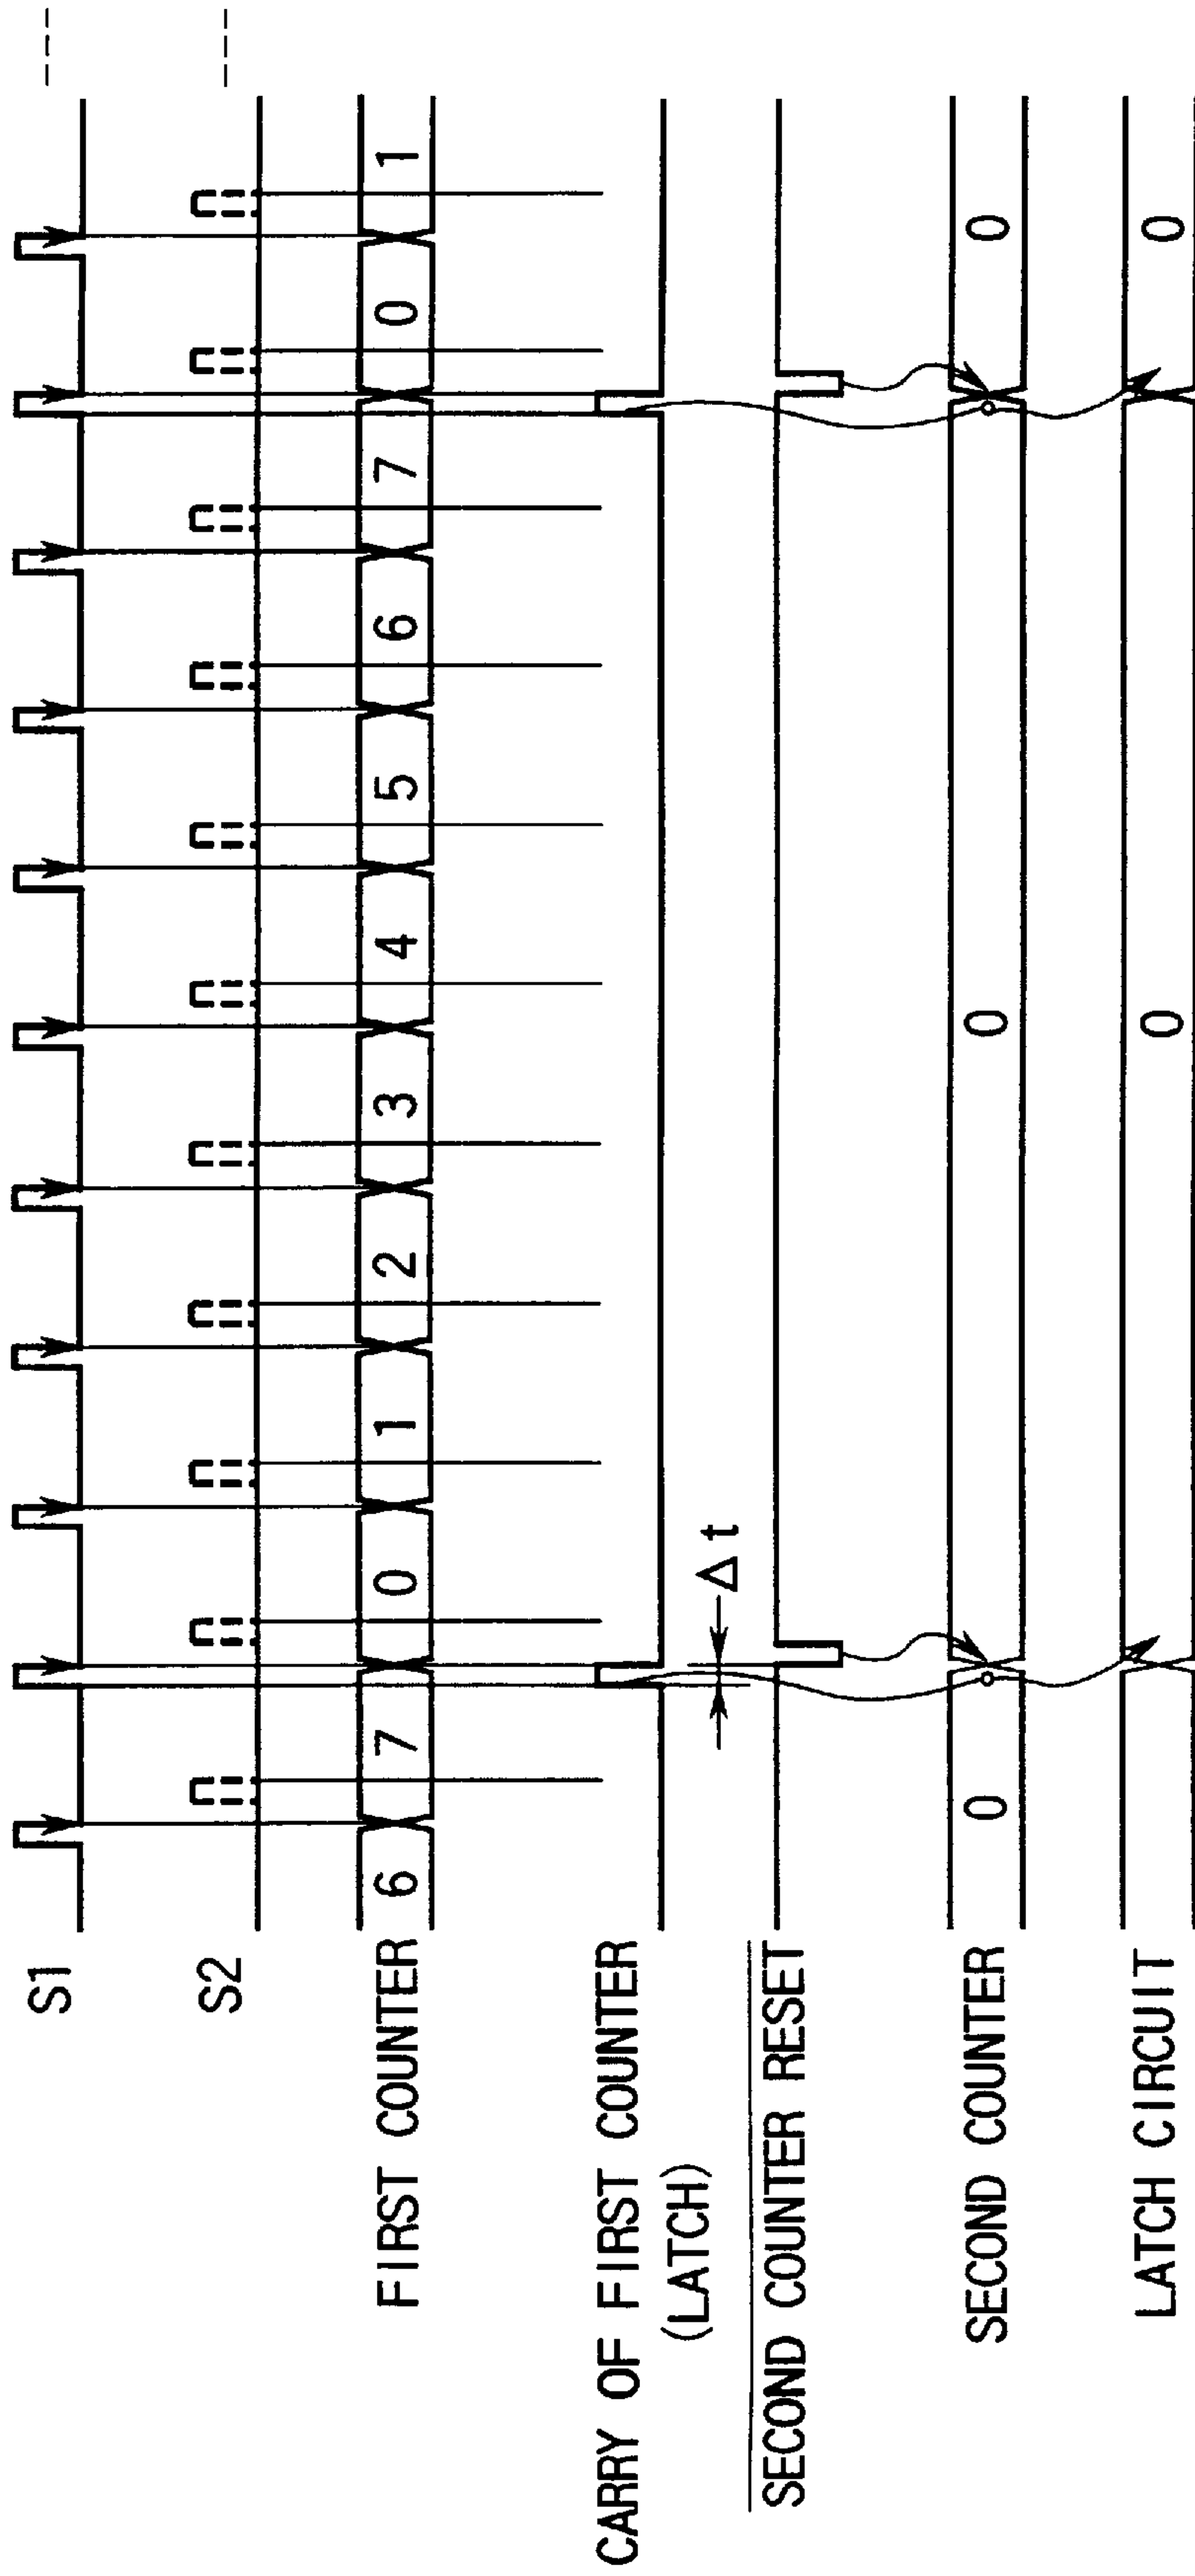 S1
S2
FIRST COUNTER 6 7 0 1 2 3 4 5 6 7 0 1
CARRY OF FIRST COUNTER
(LATCH)
Δt
SECOND COUNTER RESET
SECOND COUNTER 0 0 0
LATCH CIRCUIT 0 0